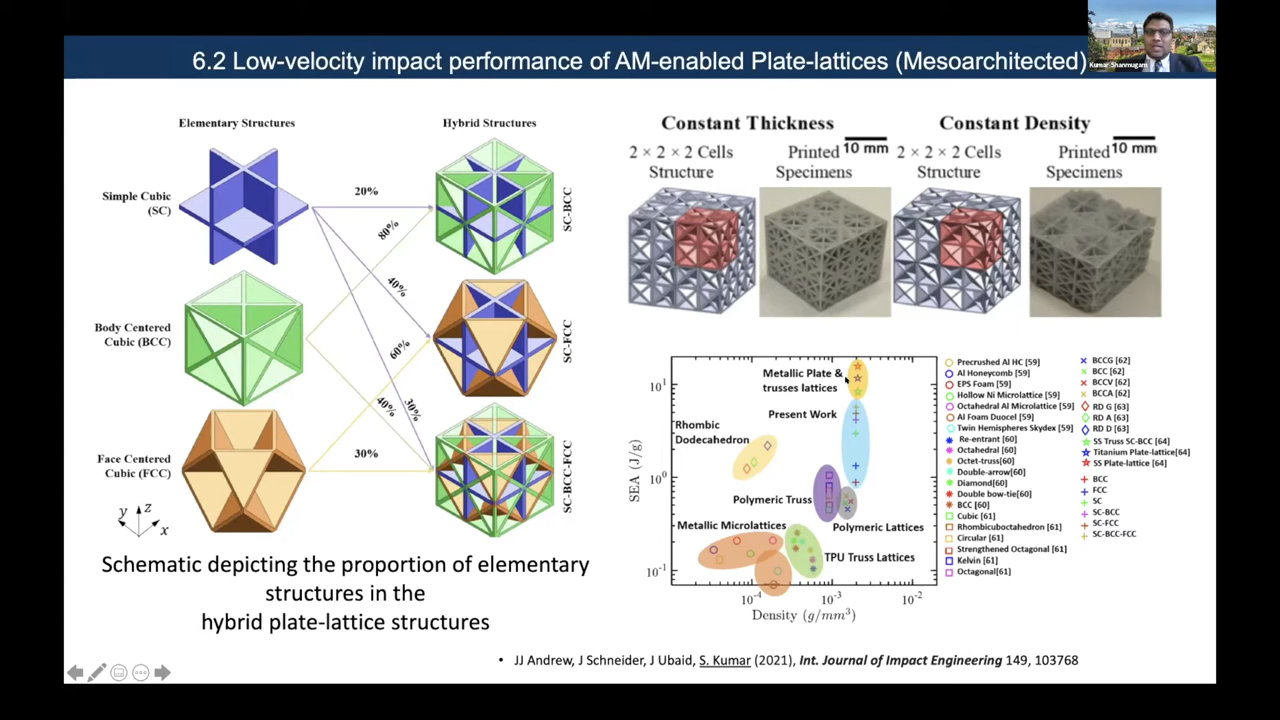 Kumar Shanmugam
6.2 Low-velocity impact performance of AM-enabled Plate-lattices (Mesoarchitected)
Elementary Structures
Hybrid Structures
Simple Cubic
(SC)
Body Centered
Cubic (BCC)
Face Centered
Cubic (FCC)
20%
80%
40%
60%
40%
30%
30%
SC-BCC
SC-FCC
SC-BCC-FCC
y
z
x
Schematic depicting the proportion of elementary
structures in the
hybrid plate-lattice structures
Constant Thickness
Constant Density
2 × 2 × 2 Cells
Structure
Printed
Specimens
10 mm
2 × 2 × 2 Cells
Structure
Printed
Specimens
10 mm
SEA (J/g)
10¹
10⁰
10⁻¹
10⁻⁴
10⁻³
10⁻²
Density (g/mm³)
Metallic Plate &
trusses lattices
Present Work
Rhombic
Dodecahedron
Polymeric Truss
Polymeric Lattices
Metallic Microlattices
TPU Truss Lattices
Precrushed Al HC [59]
Al Honeycomb [59]
EPS Foam [59]
Hollow Ni Microlattice [59]
Octahedral Al Microlattice [59]
Al Foam Duocel [59]
Twin Hemispheres Skydex [59]
Re-entrant [60]
Octahedral [60]
Octet-truss[60]
Double-arrow[60]
Diamond[60]
Double bow-tie[60]
BCC [60]
Cubic [61]
Rhombicuboctahedron [61]
Circular [61]
Strengthened Octagonal [61]
Kelvin [61]
Octagonal[61]
BCCG [62]
BCC [62]
BCCV [62]
BCCA [62]
RD G [63]
RD A [63]
RD D [63]
SS Truss SC-BCC [64]
Titanium Plate-lattice[64]
SS Plate-lattice [64]
BCC
FCC
SC
SC-BCC
SC-FCC
SC-BCC-FCC
• JJ Andrew, J Schneider, J Ubaid, S. Kumar (2021), Int. Journal of Impact Engineering 149, 103768